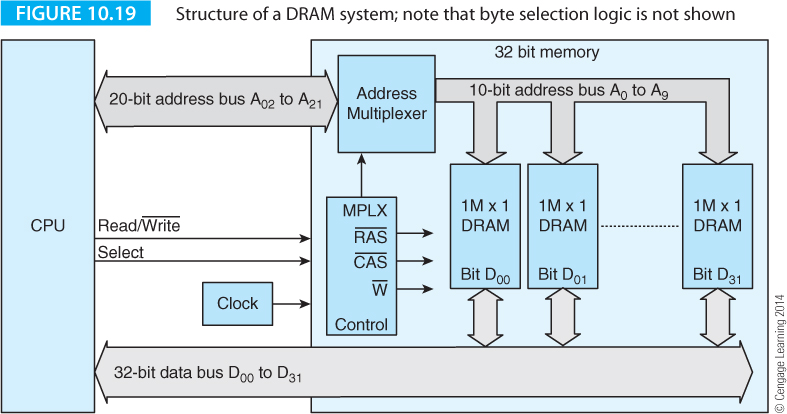 FIGURE 10.19 Structure of a DRAM system; note that byte selection logic is not shown
32 bit memory
20-bit address bus A02 to A21
Address
Multiplexer
10-bit address bus A0 to A9
CPU
Read/W̅r̅i̅t̅e̅
Select
Clock
MPLX
R̅A̅S̅
C̅A̅S̅
W̅
Control
1M x 1
DRAM
Bit D00
1M x 1
DRAM
Bit D01
1M x 1
DRAM
Bit D31
32-bit data bus D00 to D31
© Cengage Learning 2014